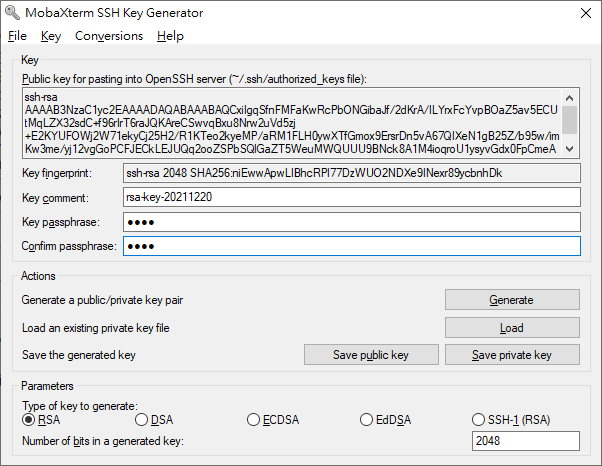 MobaXterm SSH Key Generator
File Key Conversions Help
Key
Public key for pasting into OpenSSH server (~/.ssh/authorized_keys file):
ssh-rsa
AAAAB3NzaC1yc2EAAAADAQABAAABAQCxiIgqSfnFMFaKwRcPbONGibaJf/2dKrA/ILYrxFcYvpBOaZ5av5ECU
tMqLZX32sdC+f96rIrT6raJQKAreCSwvqBxu8Nrw2uVd5zj
+E2KYUFOWj2W71ekyCj25H2/R1KTeo2kyeMP/aRM1FLH0ywXTfGmox9ErsrDn5vA67QIXeN1gB25Z/b95w/im
Kw3me/yj12vgGoPCFJECkLEJUQq2ooZSPbSQIGaZT5WeuMWQUUU9BNck8A1M4ioqroU1ysyvGdx0FpCmeA
Key fingerprint: ssh-rsa 2048 SHA256:niEwwApwLIBhcRPI77DzWUO2NDXe9INexr89ycbnhDk
Key comment: rsa-key-20211220
Key passphrase: ●●●●
Confirm passphrase: ●●●●
Actions
Generate a public/private key pair Generate
Load an existing private key file Load
Save the generated key Save public key Save private key
Parameters
Type of key to generate:
RSA DSA ECDSA EdDSA SSH-1 (RSA)
Number of bits in a generated key: 2048